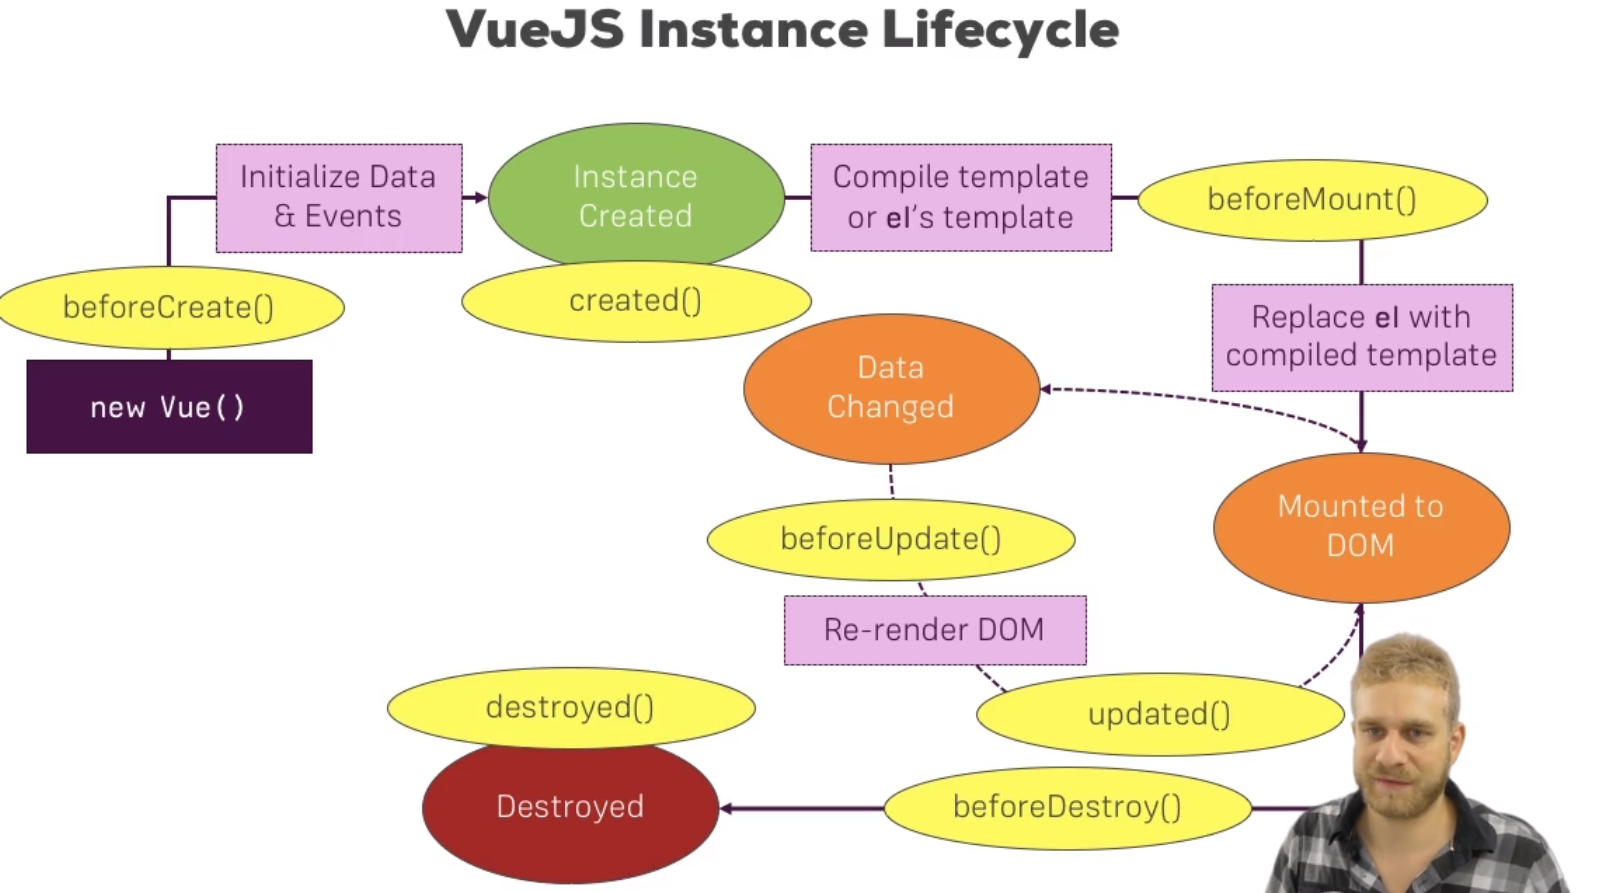 VueJS Instance Lifecycle
Initialize Data
& Events
Instance
Created
Compile template
or el's template
beforeMount()
beforeCreate()
created()
new Vue()
Replace el with
compiled template
Data
Changed
Mounted to
DOM
beforeUpdate()
Re-render DOM
updated()
destroyed()
Destroyed
beforeDestroy()